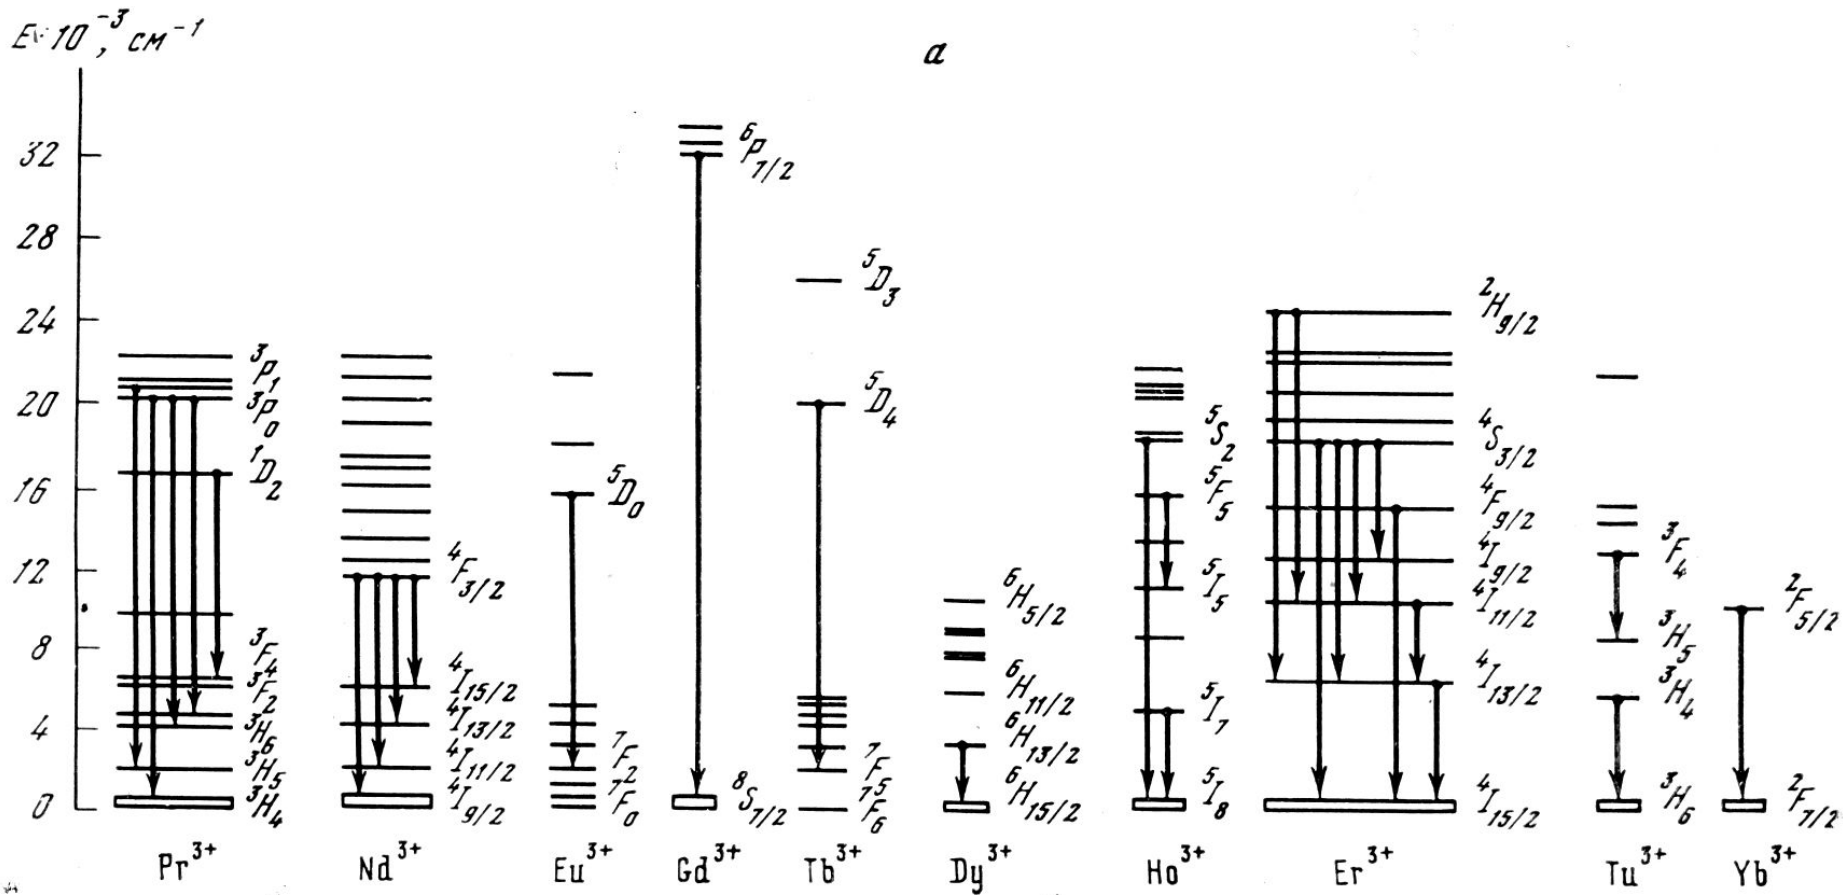 E·10⁻³, см⁻¹
a
32
28
24
20
16
12
8
4
0
³P₁
³P₀
¹D₂
³F₄
³F₂
³H₆
³H₅
³H₄
Pr³⁺
⁴F₃/₂
⁴I₁₅/₂
⁴I₁₃/₂
⁴I₁₁/₂
⁴I₉/₂
Nd³⁺
⁵D₀
⁷F₂
⁷F₀
Eu³⁺
⁶P₇/₂
⁸S₇/₂
Gd³⁺
⁵D₃
⁵D₄
⁷F₅
⁷F₆
Tb³⁺
⁶H₅/₂
⁶H₁₁/₂
⁶H₁₃/₂
⁶H₁₅/₂
Dy³⁺
⁵S₂
⁵F₅
⁵I₅
⁵I₇
⁵I₈
Ho³⁺
²H₉/₂
⁴S₃/₂
⁴F₉/₂
⁴I₉/₂
⁴I₁₁/₂
⁴I₁₃/₂
⁴I₁₅/₂
Er³⁺
³F₄
³H₅
³H₄
³H₆
Tu³⁺
²F₅/₂
²F₇/₂
Yb³⁺